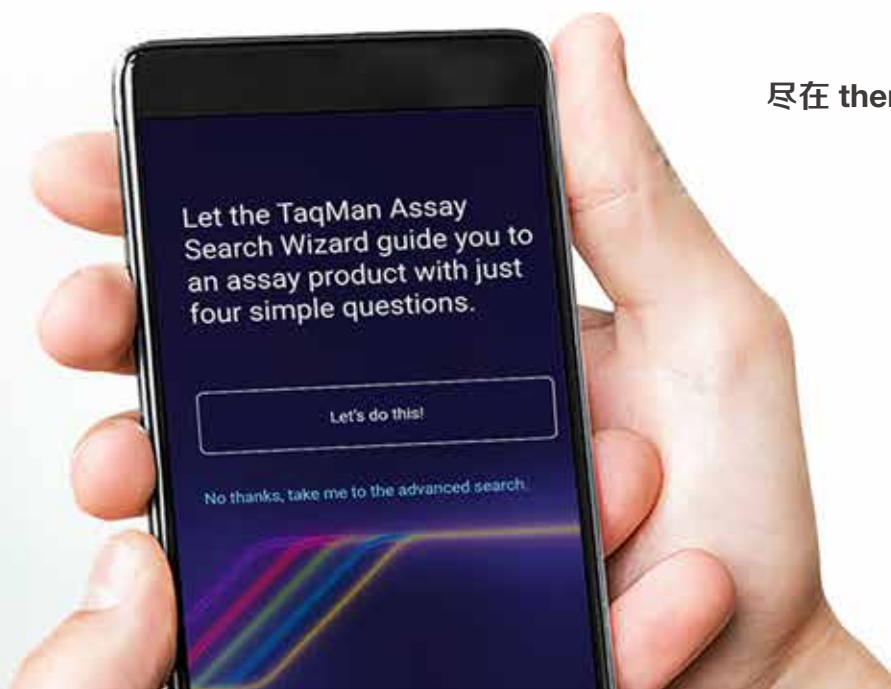 尽在 ther
Let the TaqMan Assay
Search Wizard guide you to
an assay product with just
four simple questions.
Let's do this!
No thanks, take me to the advanced search.